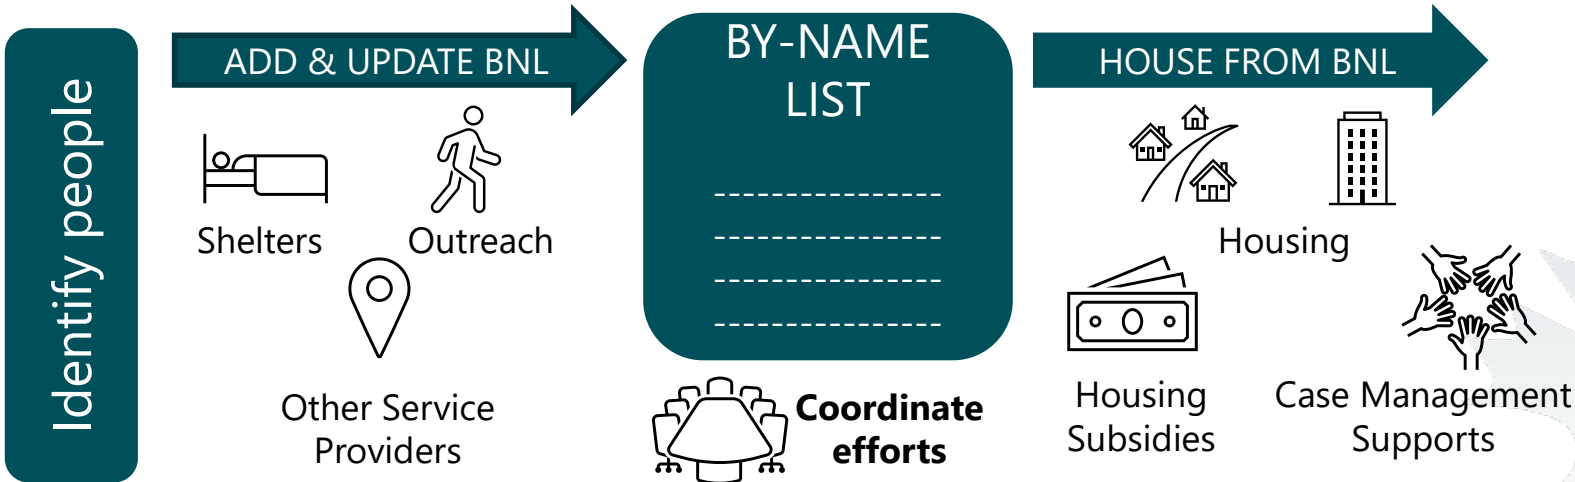 Identify people
ADD & UPDATE BNL
Shelters
Outreach
Other Service
Providers
BY-NAME
LIST
----------------
----------------
----------------
----------------
Coordinate
efforts
HOUSE FROM BNL
Housing
Housing
Subsidies
Case Management
Supports